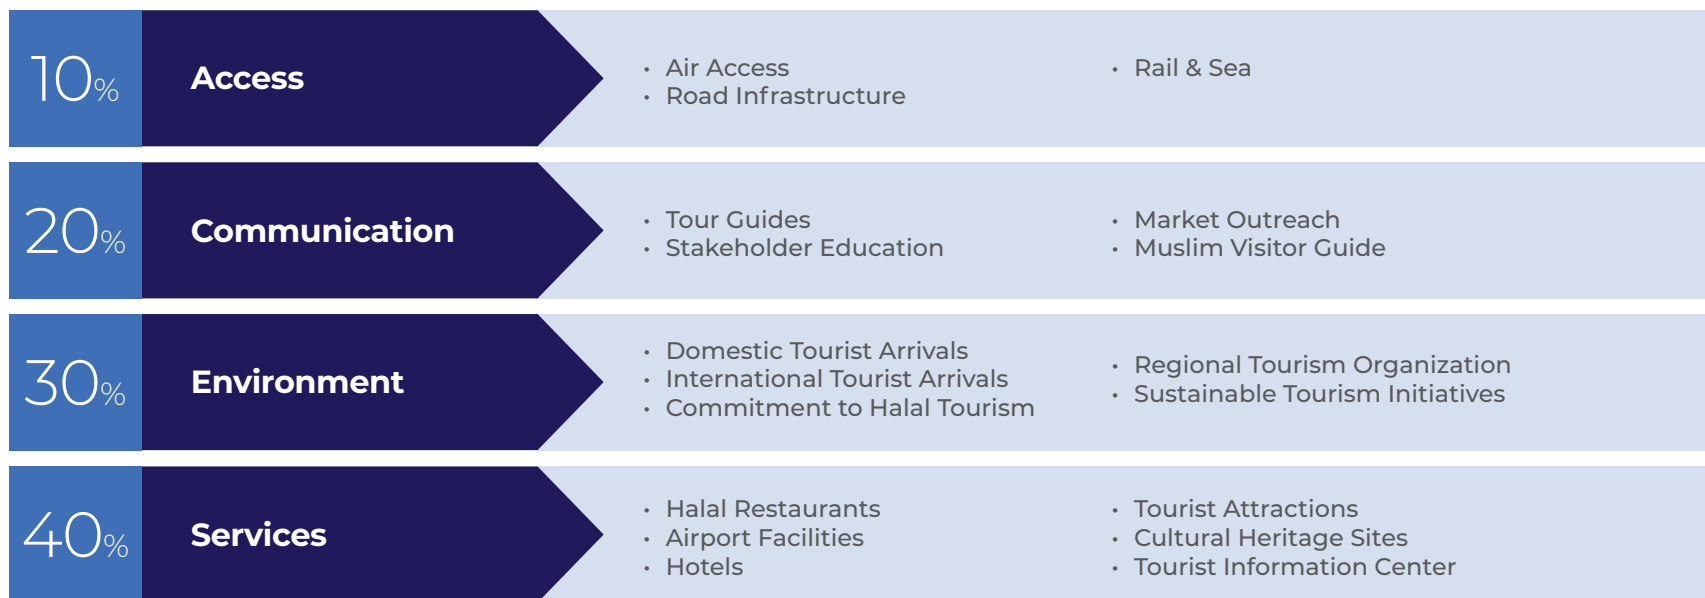 10%
Access
• Air Access
• Road Infrastructure
• Rail & Sea
20%
Communication
• Tour Guides
• Stakeholder Education
• Market Outreach
• Muslim Visitor Guide
30%
Environment
• Domestic Tourist Arrivals
• International Tourist Arrivals
• Commitment to Halal Tourism
• Regional Tourism Organization
• Sustainable Tourism Initiatives
40%
Services
• Halal Restaurants
• Airport Facilities
• Hotels
• Tourist Attractions
• Cultural Heritage Sites
• Tourist Information Center